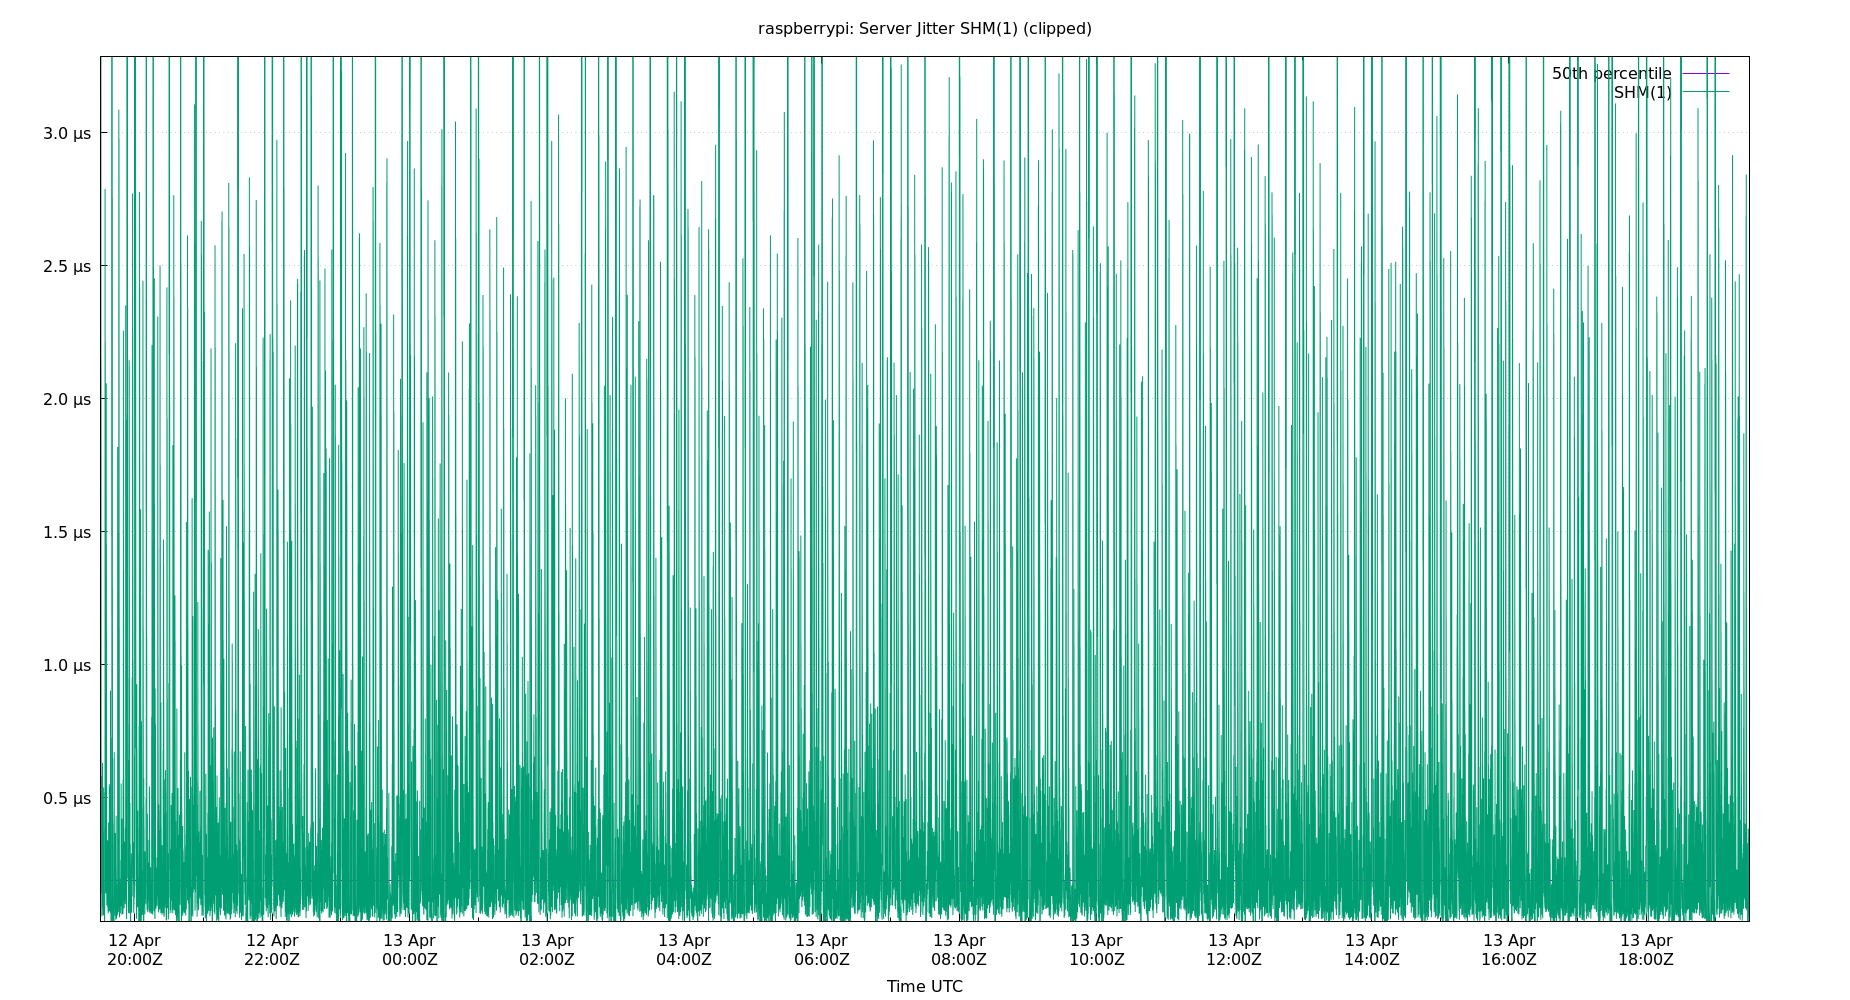 raspberrypi: Server Jitter SHM(1) (clipped)
50th percentile
SHM(1)
3.0 µs
2.5 µs
2.0 µs
1.5 µs
1.0 µs
0.5 µs
12 Apr 12 Apr 13 Apr 13 Apr 13 Apr 13 Apr 13 Apr 13 Apr 13 Apr 13 Apr 13 Apr 13 Apr
20:00Z 22:00Z 00:00Z 02:00Z 04:00Z 06:00Z 08:00Z 10:00Z 12:00Z 14:00Z 16:00Z 18:00Z
Time UTC